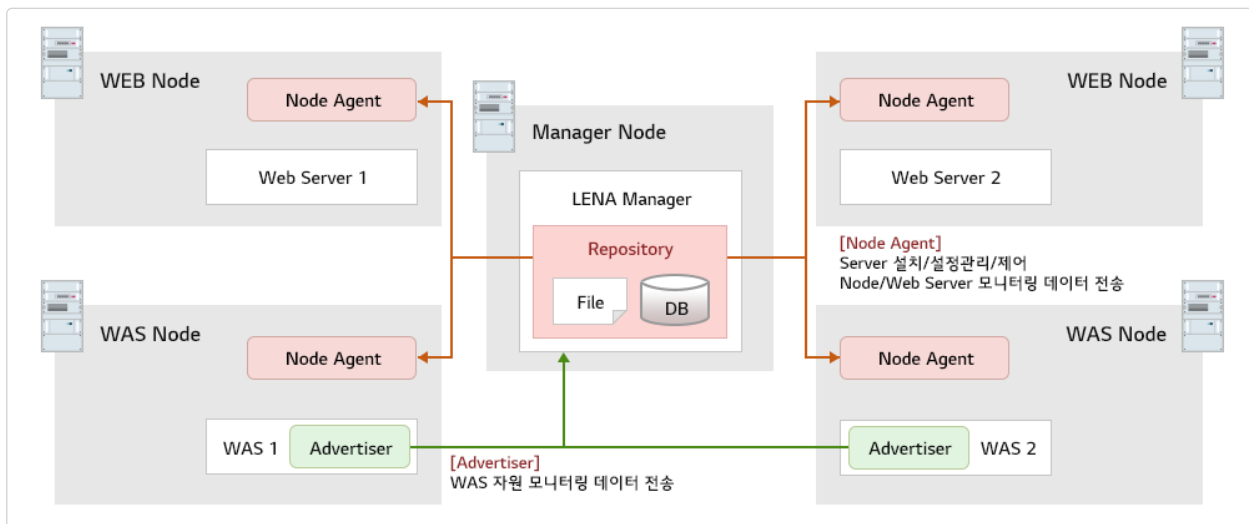 WEB Node
Node Agent
Web Server 1
Manager Node
LENA Manager
Repository
File
DB
WEB Node
Node Agent
Web Server 2
[Node Agent]
Server 설치/설정관리/제어
Node/Web Server 모니터링 데이터 전송
WAS Node
Node Agent
WAS 1
Advertiser
[Advertiser]
WAS 자원 모니터링 데이터 전송
WAS Node
Node Agent
Advertiser
WAS 2